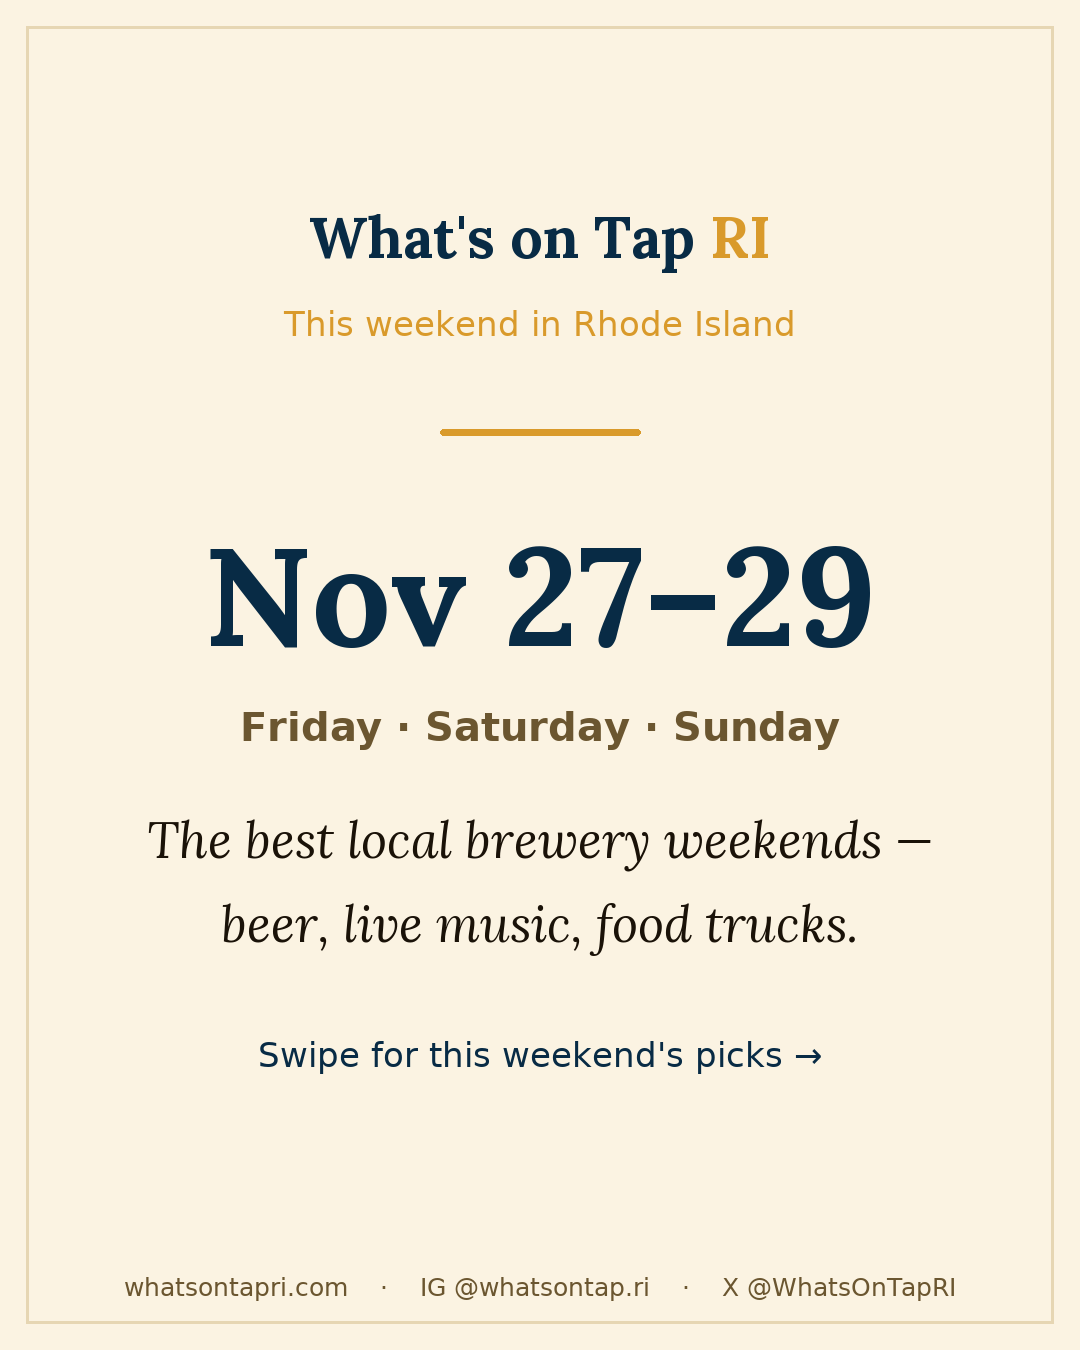 What's on Tap RI
This weekend in Rhode Island
Nov 27–29
Friday · Saturday · Sunday
The best local brewery weekends —
beer, live music, food trucks.
Swipe for this weekend's picks →
whatsontapri.com · IG @whatsontap.ri · X @WhatsOnTapRI